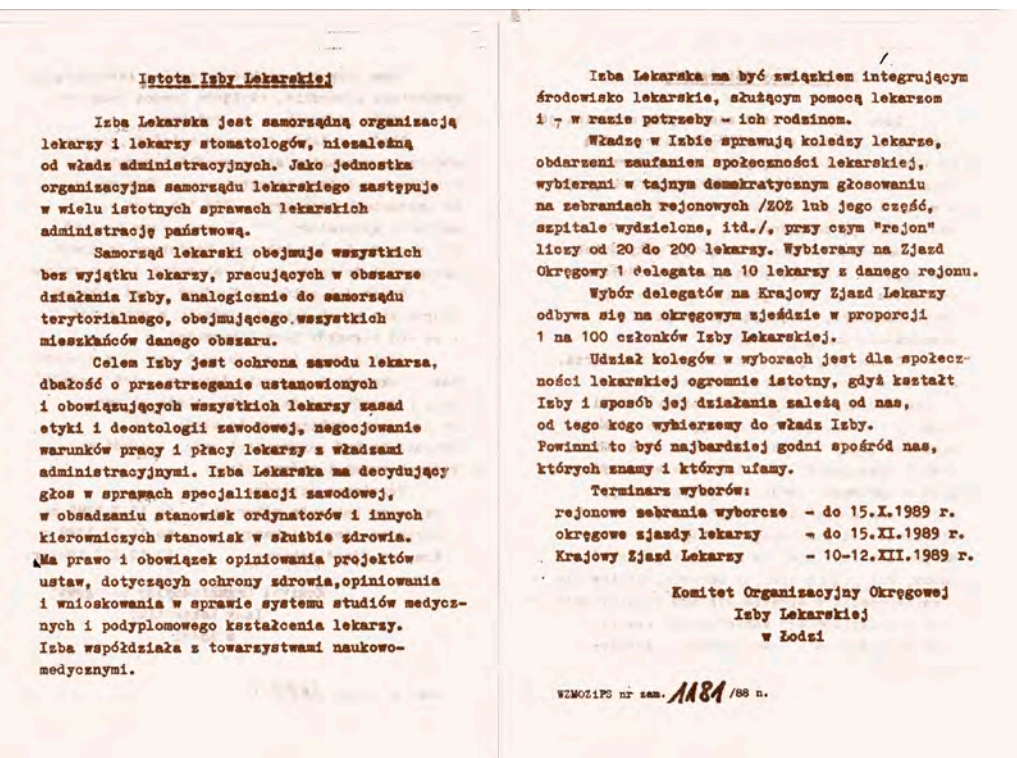 Istota Izby Lekarskiej
Izba Lekarska jest samorządną organizacją
lekarzy i lekarzy stomatologów, niezależną
od władz administracyjnych. Jako jednostka
organizacyjna samorządu lekarskiego zastępuje
w wielu istotnych sprawach lekarskich
administrację państwową.
Samorząd lekarski obejmuje wszystkich
bez wyjątku lekarzy, pracujących w obszarze
działania Izby, analogicznie do samorządu
terytorialnego, obejmującego wszystkich
mieszkańców danego obszaru.
Celem Izby jest ochrona zawodu lekarza,
dbałość o przestrzeganie ustanowionych
i obowiązujących wszystkich lekarzy zasad
etyki i deontologii zawodowej, negocjowanie
warunków pracy i płacy lekarzy z władzami
administracyjnymi. Izba Lekarska ma decydujący
głos w sprawach specjalizacji zawodowej,
w obsadzaniu stanowisk ordynatorów i innych
kierowniczych stanowisk w służbie zdrowia.
Ma prawo i obowiązek opiniowania projektów
ustaw, dotyczącyh ochrony zdrowia,opiniowania
i wnioskowania w sprawie systemu studiów medycz-
nych i podyplomowego kształcenia lekarzy.
Izba współdziała z towarzystwami naukowo-
medycznymi.
Izba Lekarska ma być związkiem integrującym
środowisko lekarskie, służącym pomocą lekarzom
i - w razie potrzeby - ich rodzinom.
Władzę w Izbie sprawują koledzy lekarze,
obdarzeni zaufaniem społeczności lekarskiej,
wybierani w tajnym demokratycznym głosowaniu
na zebraniach rejonowych /ZOZ lub jego część,
szpitale wydzielone, itd./, przy czym "rejon"
liczy od 20 do 200 lekarzy. Wybieramy na Zjazd
Okręgowy 1 delegata na 10 lekarzy z danego rejonu.
Wybór delegatów na Krajowy Zjazd Lekarzy
odbywa się na okręgowym zjeździe w proporcji
1 na 100 członków Izby Lekarskiej.
Udział kolegów w wyborach jest dla społecz-
ności lekarskiej ogromnie istotny, gdyż kształt
Izby i sposób jej działania zależą od nas,
od tego kogo wybierzemy do władz Izby.
Powinni to być najbardziej godni spośród nas,
których znamy i którym ufamy.
Terminarz wyborów:
rejonowe zebrania wyborcze - do 15.X.1989 r.
okręgowe zjazdy lekarzy - do 15.XI.1989 r.
Krajowy Zjazd Lekarzy - 10-12.XII.1989 r.
Komitet Organizacyjny Okręgowej
Izby Lekarskiej
w Łodzi
WZMOZiPS nr zam. 1181 /88 n.